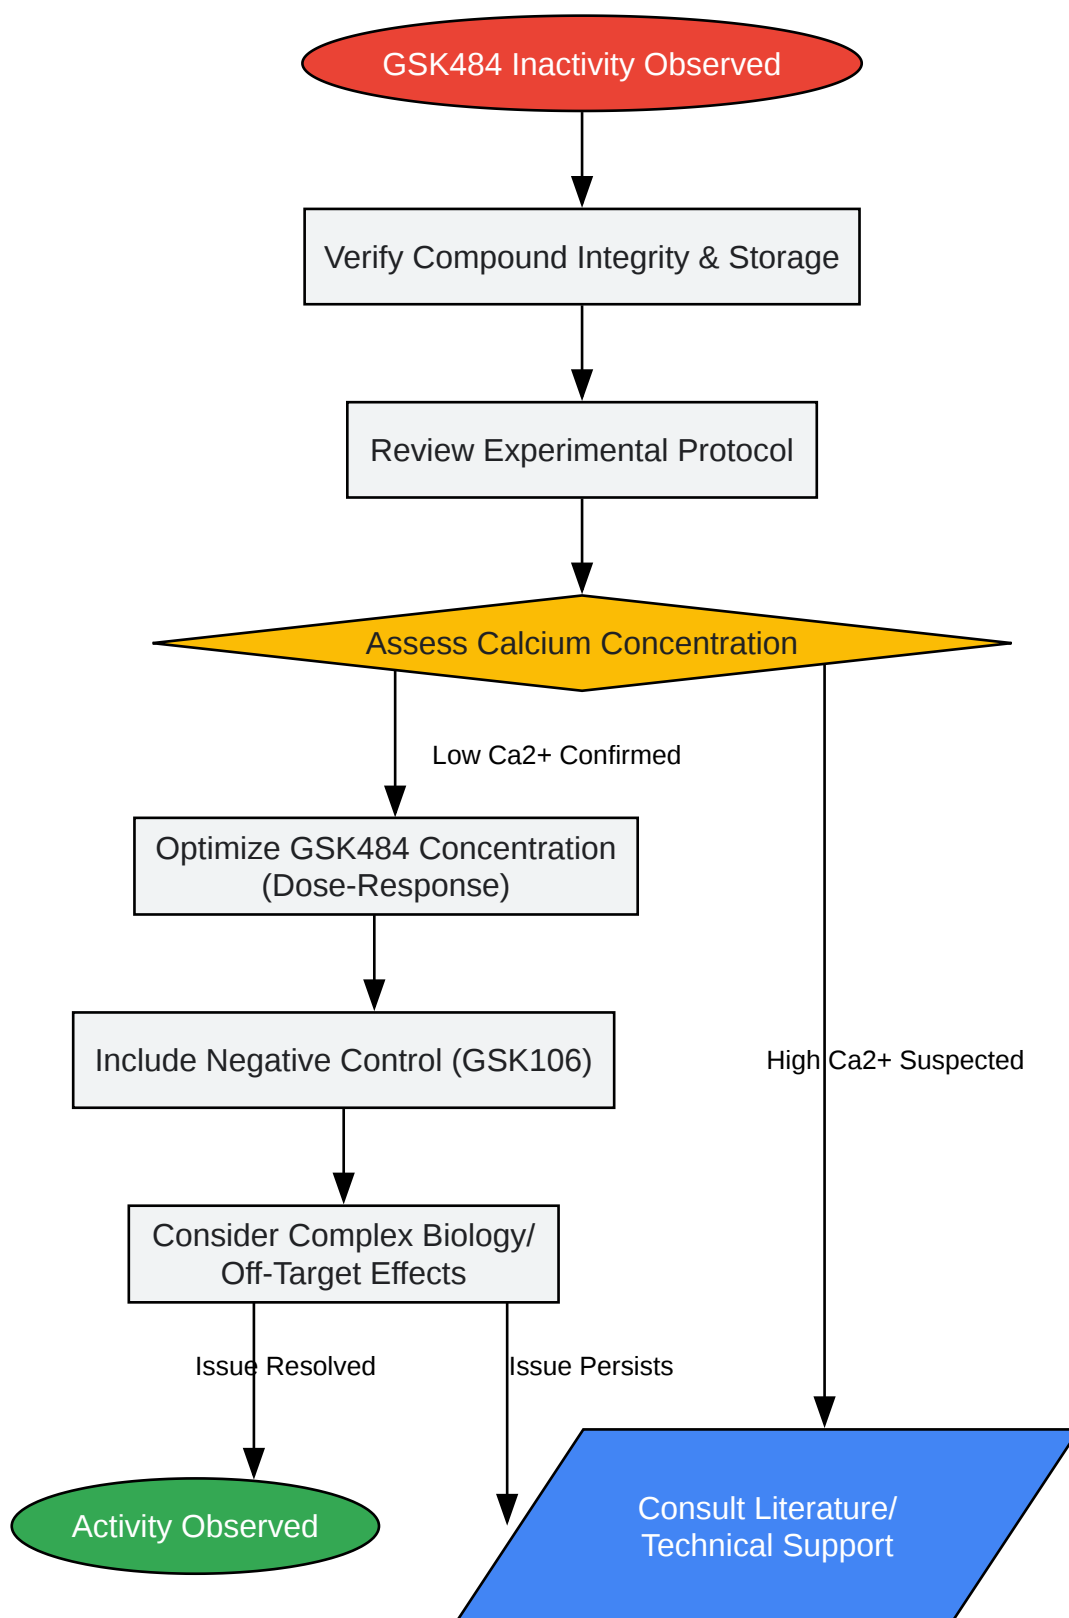 GSK484 Inactivity Observed
Verify Compound Integrity & Storage
Review Experimental Protocol
Assess Calcium Concentration
Low Ca2+ Confirmed
Optimize GSK484 Concentration
(Dose-Response)
Include Negative Control (GSK106)
High Ca2+ Suspected
Consider Complex Biology/
Off-Target Effects
Issue Resolved
Issue Persists
Activity Observed
Consult Literature/
Technical Support